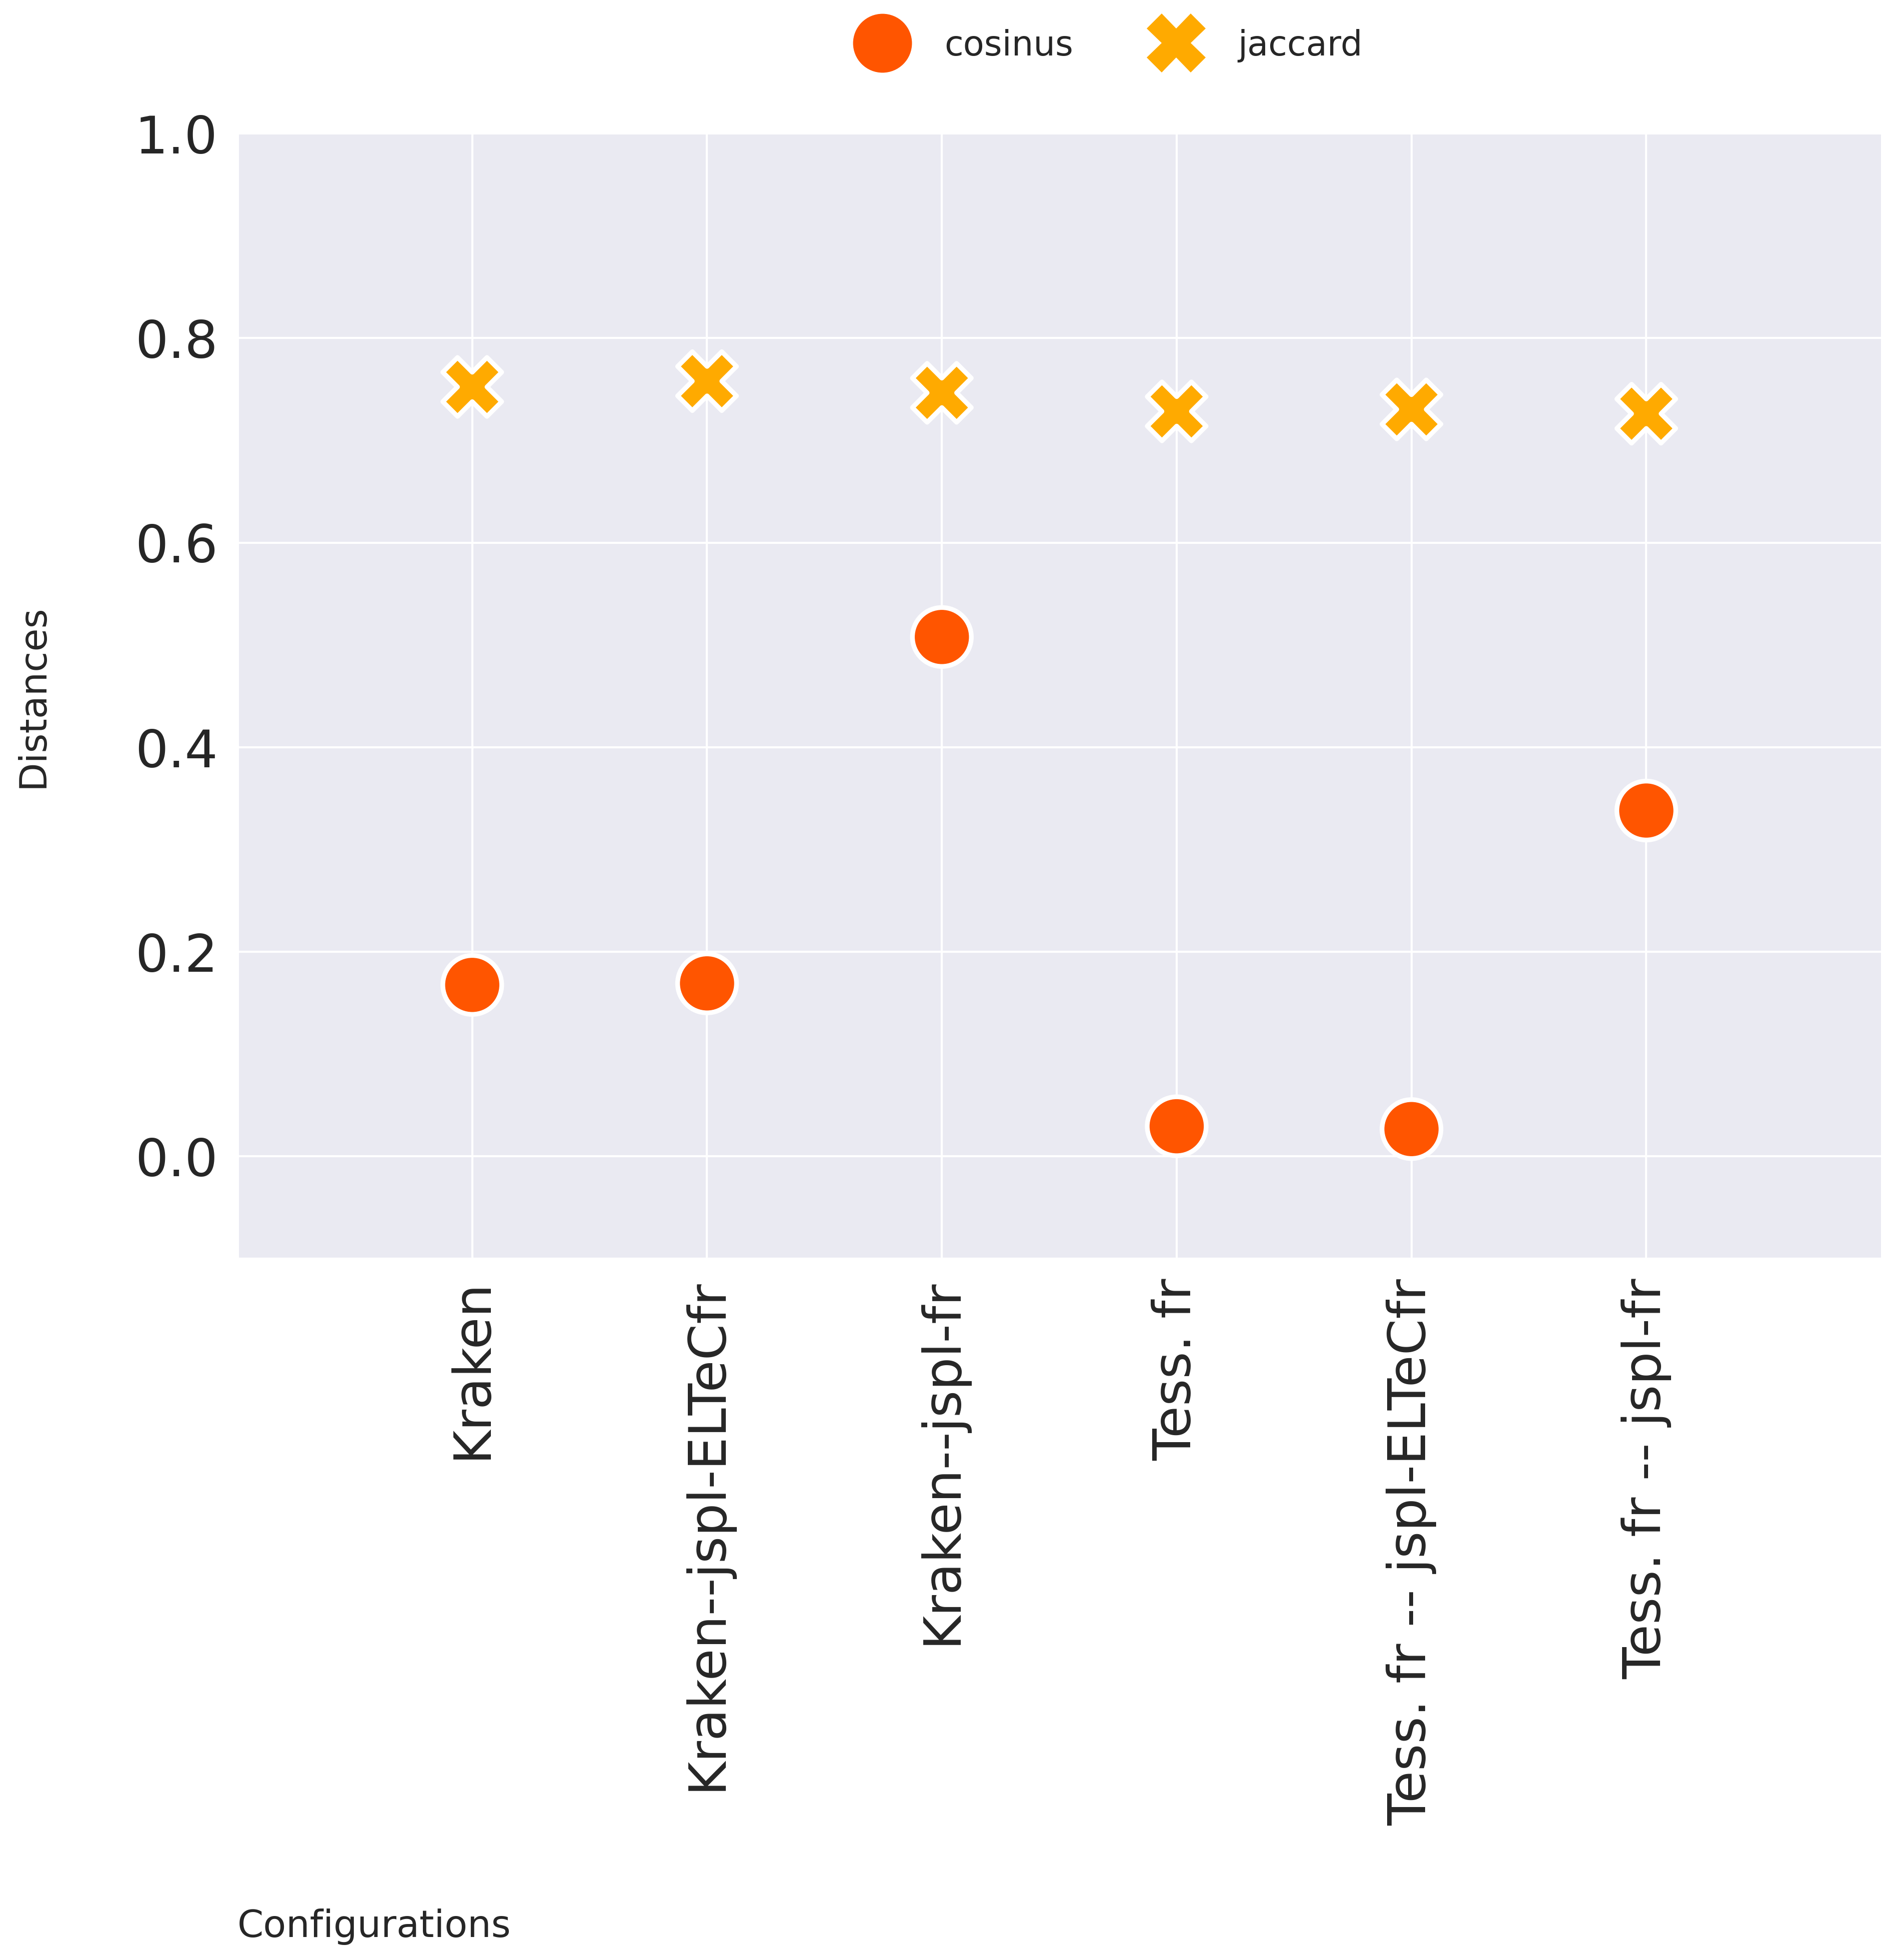 cosinus
jaccard
1.0
0.8
0.6
0.4
0.2
0.0
Distances
Kraken
Kraken--jspl-ELTeCfr
Kraken--jspl-fr
Tess. fr
Tess. fr -- jspl-ELTeCfr
Tess. fr -- jspl-fr
Configurations